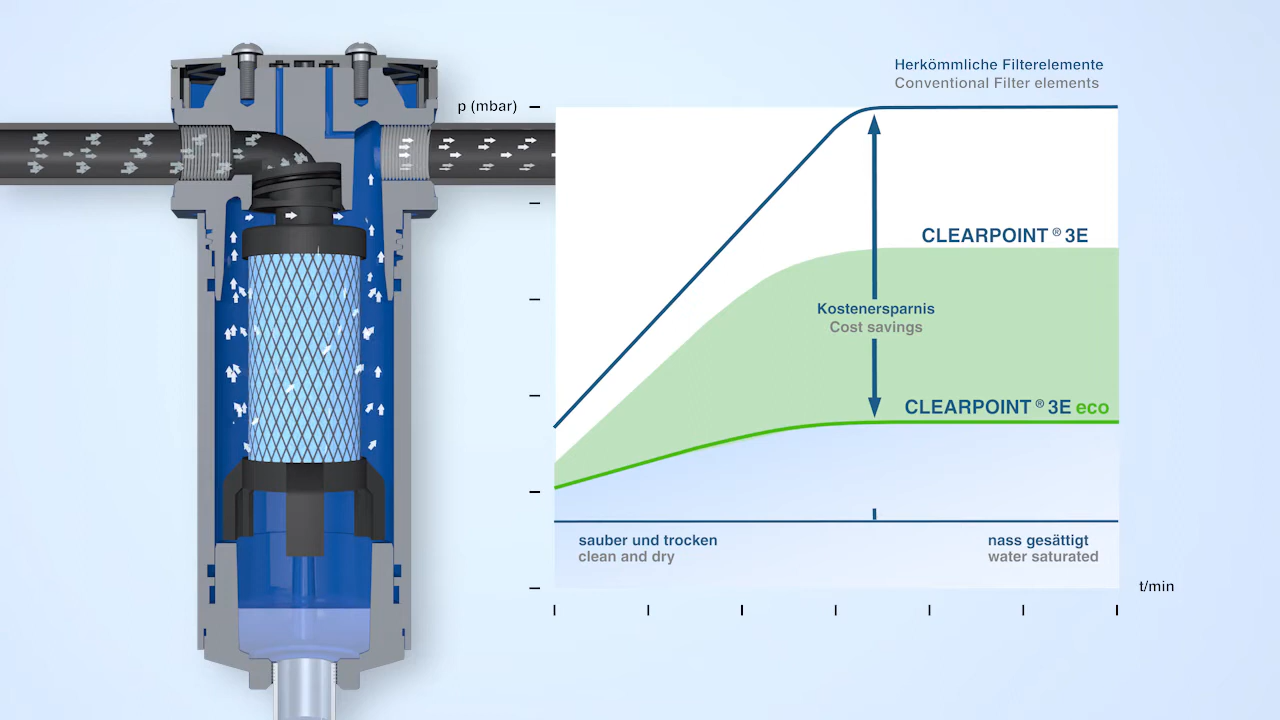 Herkömmliche Filterelemente
Conventional Filter elements
p (mbar)
CLEARPOINT ® 3E
Kostenersparnis
Cost savings
CLEARPOINT ® 3E eco
sauber und trocken
clean and dry
nass gesättigt
water saturated
t/min